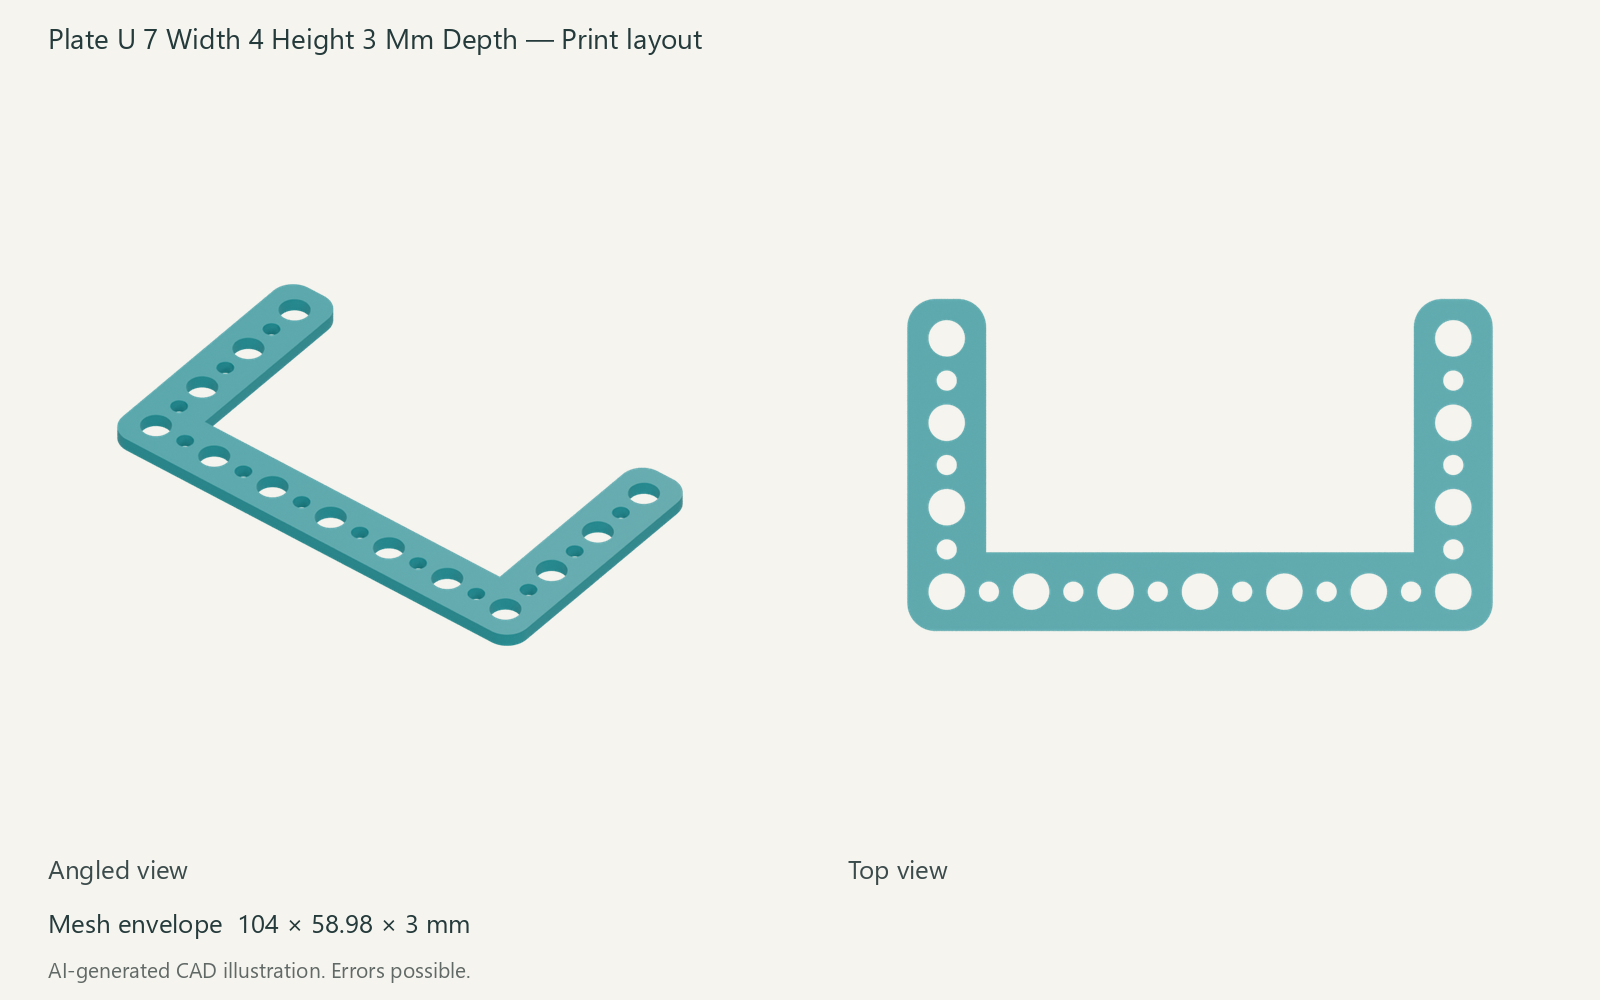 Plate U 7 Width 4 Height 3 Mm Depth — Print layout
Angled view
Top view
Mesh envelope 104 × 58.98 × 3 mm
AI-generated CAD illustration. Errors possible.